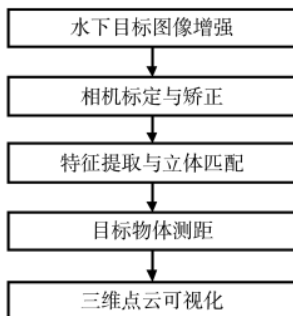 水下目标图像增强
相机标定与矫正
特征提取与立体匹配
目标物体测距
三维点云可视化